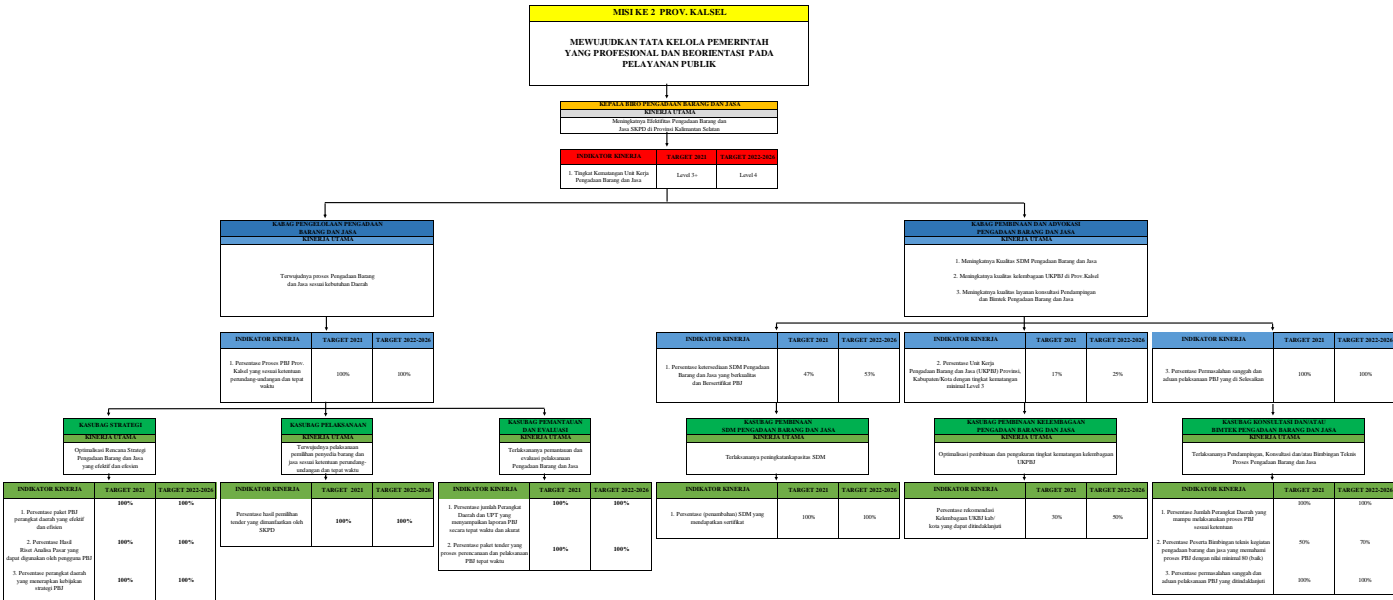 MISI KE 2 PROV. KALSEL
MEWUJUDKAN TATA KELOLA PEMERINTAH
YANG PROFESIONAL DAN BEORIENTASI PADA
PELAYANAN PUBLIK
KEPALA BIRO PENGADAAN BARANG DAN JASA
KINERJA UTAMA
Meningkatnya Efektifitas Pengadaan Barang dan
Jasa SKPD di Provinsi Kalimantan Selatan
INDIKATOR KINERJA TARGET 2021 TARGET 2022-2026
1. Tingkat Kematangan Unit Kerja
Pengadaan Barang dan Jasa
Level 3+ Level 4
KABAG PENGELOLAAN PENGADAAN
BARANG DAN JASA
KINERJA UTAMA
Terwujudnya proses Pengadaan Barang
dan Jasa sesuai kebutuhan Daerah
KABAG PEMBINAAN DAN ADVOKASI
PENGADAAN BARANG DAN JASA
KINERJA UTAMA
1. Meningkatnya Kualitas SDM Pengadaan Barang dan Jasa
2. Meningkatnya kualitas kelembagaan UKPBJ di Prov Kalsel
3. Meningkatnya kualitas layanan konsultasi Pendampingan
dan Bimtek Pengadaan Barang dan Jasa
INDIKATOR KINERJA TARGET 2021 TARGET 2022-2026
1. Persentase Proses PBJ Prov.
Kalsel yang sesuai ketentuan
perundang-undangan dan tepat
waktu
100% 100%
INDIKATOR KINERJA TARGET 2021 TARGET 2022-2026
1. Persentase ketersediaan SDM Pengadaan
Barang dan Jasa yang berkualitas
dan Bersertifikat PBJ
47% 53%
INDIKATOR KINERJA TARGET 2021 TARGET 2022-2026
2. Persentase Unit Kerja
Pengadaan Barang dan Jasa (UKPBJ) Provinsi,
Kabupaten/Kota dengan tingkat kematangan
minimal Level 3
17% 25%
INDIKATOR KINERJA TARGET 2021 TARGET 2022-2026
3. Persentase Permasalahan sanggah dan
aduan pelaksanaan PBJ yang di Selesaikan
100% 100%
KASUBAG STRATEGI
KINERJA UTAMA
Optimalisasi Rencana Strategi
Pengadaan Barang dan Jasa
yang efektif dan efesien
KASUBAG PELAKSANAAN
KINERJA UTAMA
Terwujudnya pelaksanaan
pemilihan penyedia barang dan
jasa sesuai ketentuan perundang-
undangan dan tepat waktu
KASUBAG PEMANTAUAN
DAN EVALUASI
KINERJA UTAMA
Terlaksananya pemantauan dan
evaluasi pelaksanaan
Pengadaan Barang dan Jasa
KASUBAG PEMBINAAN
SDM PENGADAAN BARANG DAN JASA
KINERJA UTAMA
Terlaksananya peningkatankapasitas SDM
KASUBAG PEMBINAAN KELEMBAGAAN
PENGADAAN BARANG DAN JASA
KINERJA UTAMA
Optimalisasi pembinaan dan pengukuran tingkat kematangan kelembagaan
UKPBJ
KASUBAG KONSULTASI DAN/ATAU
BIMTEK PENGADAAN BARANG DAN JASA
KINERJA UTAMA
Terlaksananya Pendampingan, Konsultasi dan/atau Bimbingan Teknis
Proses Pengadaan Barang dan Jasa
INDIKATOR KINERJA TARGET 2021 TARGET 2022-2026
1. Persentase paket PBJ
perangkat daerah yang efektif
dan efisien
100% 100%
2. Persentase Hasil
Riset Analisa Pasar yang
dapat digunakan oleh pengguna PBJ
100% 100%
3. Persentase perangkat daerah
yang menerapkan kebijakan
strategi PBJ
100% 100%
INDIKATOR KINERJA TARGET 2021 TARGET 2022-2026
Persentase hasil pemilihan
tender yang dimanfaatkan oleh
SKPD
100% 100%
INDIKATOR KINERJA TARGET 2021 TARGET 2022-2026
1. Persentase jumlah Perangkat
Daerah dan UPT yang
menyampaikan laporan PBJ
secara tepat waktu dan akurat
100% 100%
2. Persentase paket tender yang
proses perencanaan dan pelaksanaan
PBJ tepat waktu
100% 100%
INDIKATOR KINERJA TARGET 2021 TARGET 2022-2026
1. Persentase (penambahan) SDM yang
mendapatkan sertifikat
100% 100%
INDIKATOR KINERJA TARGET 2021 TARGET 2022-2026
Persentase rekomendasi
Kelembagaan UKBJ kab/
kota yang dapat ditindaklanjuti
30% 50%
INDIKATOR KINERJA TARGET 2021 TARGET 2022-2026
1. Persentase Jumlah Perangkat Daerah yang
mampu melaksanakan proses PBJ
sesuai ketentuan
100% 100%
2. Persentase Peserta Bimbingan teknis kegiatan
pengadaan barang dan jasa yang memahami
proses PBJ dengan nilai minimal 80 (baik)
50% 70%
3. Persentase permasalahan sanggah dan
aduan pelaksanaan PBJ yang ditindaklanjuti
100% 100%